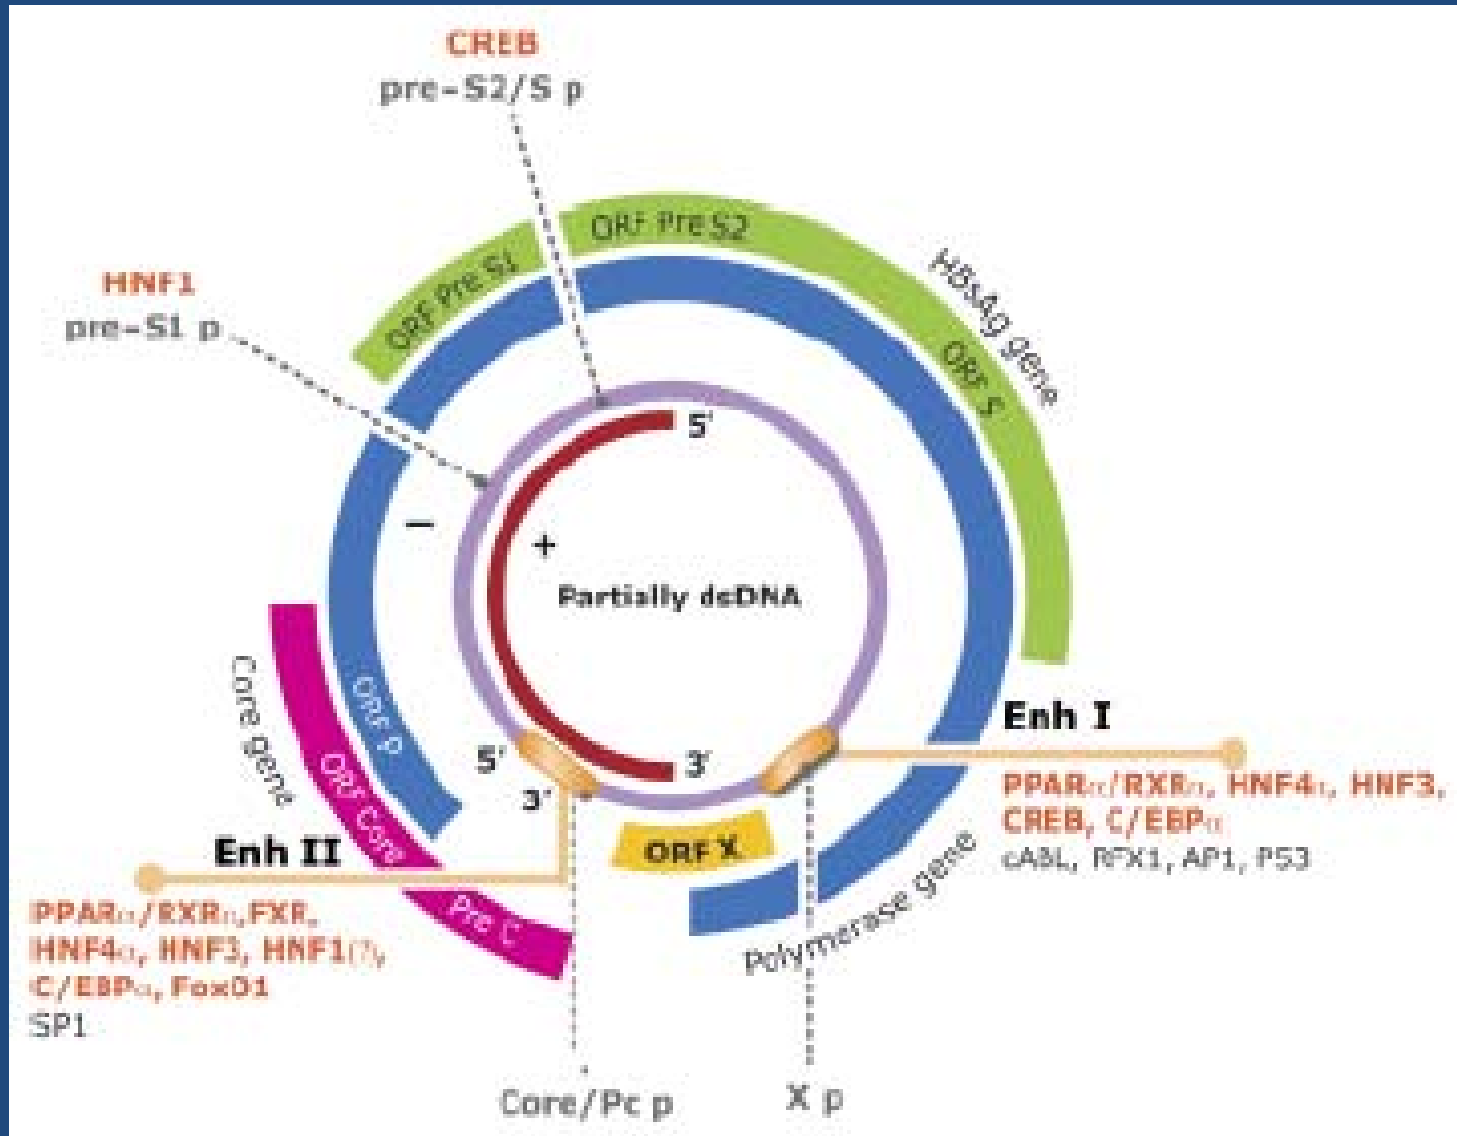 CREB
pre-S2/S p
HNF1
pre-S1 p
ORF Pre S1
ORF Pre S2
HBsAg gene
ORF S
5'
−
+
Partially dsDNA
Core gene
ORF P
ORF Core
Pre C
5'
3'
3'
ORF X
Enh I
PPARα/RXRα, HNF4α, HNF3,
CREB, C/EBPα
cABL, RFX1, AP1, P53
Polymerase gene
Enh II
PPARα/RXRα,FXR,
HNF4α, HNF3, HNF1(?),
C/EBPα, FoxO1
SP1
Core/Pc p
X p